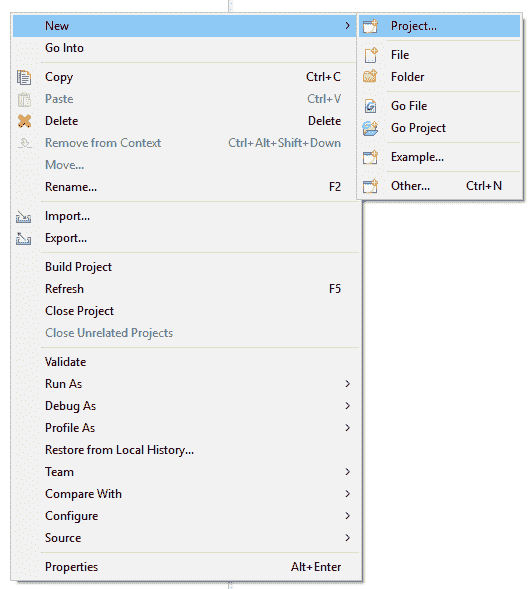 New
Go Into
Copy Ctrl+C
Paste Ctrl+V
Delete Delete
Remove from Context Ctrl+Alt+Shift+Down
Move...
Rename... F2
Import...
Export...
Build Project
Refresh F5
Close Project
Close Unrelated Projects
Validate
Run As
Debug As
Profile As
Restore from Local History...
Team
Compare With
Configure
Source
Properties Alt+Enter
Project...
File
Folder
Go File
Go Project
Example...
Other... Ctrl+N